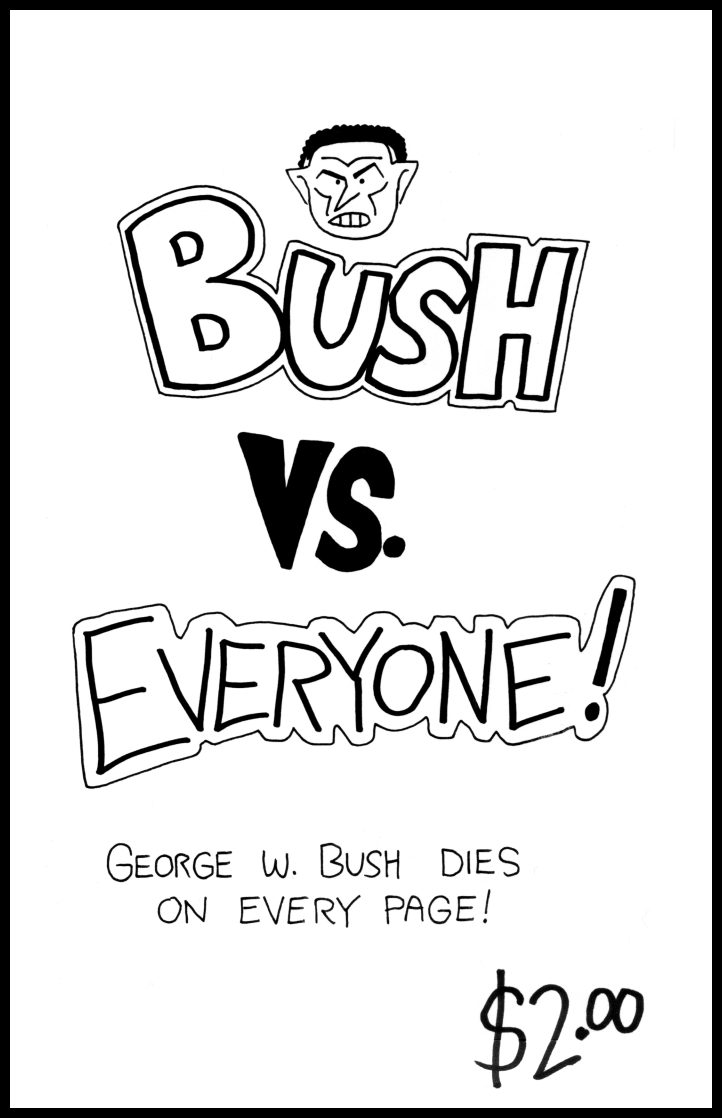 BUSH
VS.
EVERYONE!
GEORGE W. BUSH DIES
ON EVERY PAGE!
$2.00